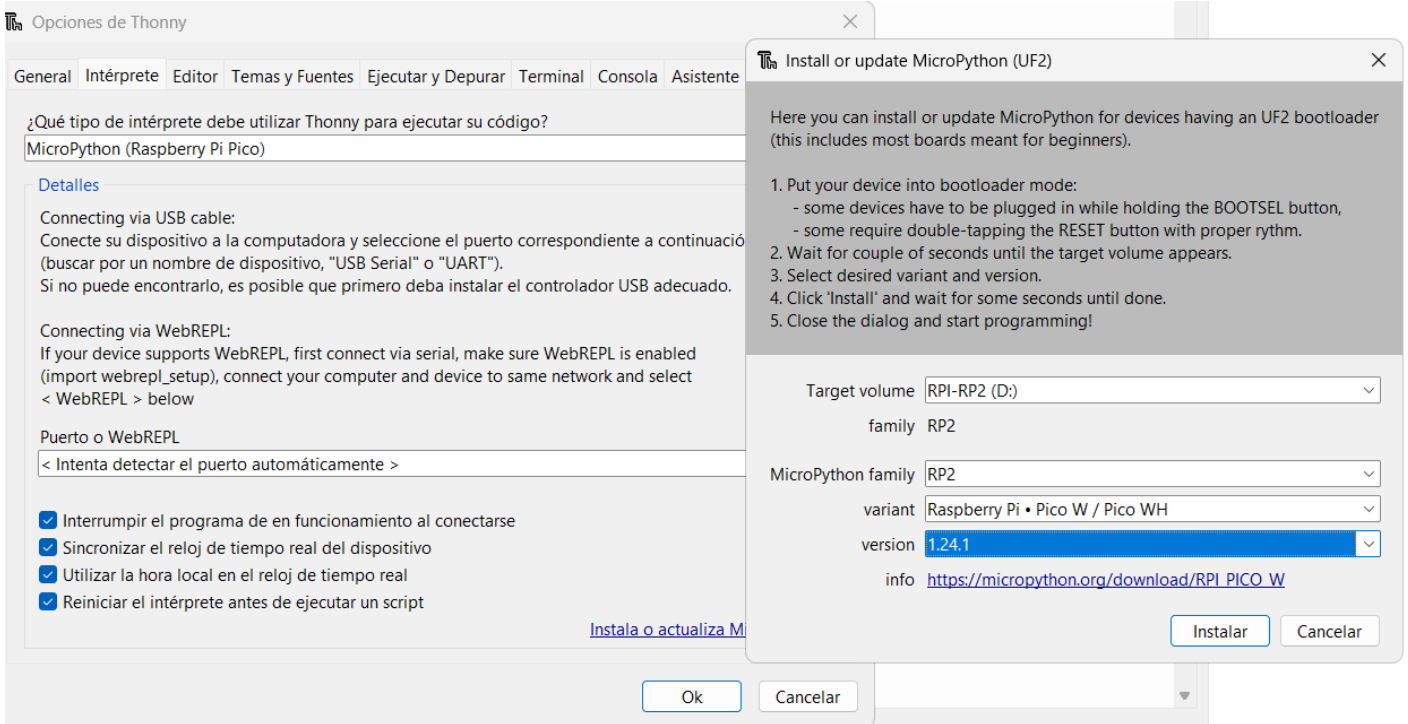 Opciones de Thonny
General Intérprete Editor Temas y Fuentes Ejecutar y Depurar Terminal Consola Asistente
¿Qué tipo de intérprete debe utilizar Thonny para ejecutar su código?
MicroPython (Raspberry Pi Pico)
Detalles
Connecting via USB cable:
Conecte su dispositivo a la computadora y seleccione el puerto correspondiente a continuació
(buscar por un nombre de dispositivo, "USB Serial" o "UART").
Si no puede encontrarlo, es posible que primero deba instalar el controlador USB adecuado.
Connecting via WebREPL:
If your device supports WebREPL, first connect via serial, make sure WebREPL is enabled
(import webrepl_setup), connect your computer and device to same network and select
< WebREPL > below
Puerto o WebREPL
< Intenta detectar el puerto automáticamente >
Interrumpir el programa de en funcionamiento al conectarse
Sincronizar el reloj de tiempo real del dispositivo
Utilizar la hora local en el reloj de tiempo real
Reiniciar el intérprete antes de ejecutar un script
Instala o actualiza Mi
Ok Cancelar
Install or update MicroPython (UF2)
Here you can install or update MicroPython for devices having an UF2 bootloader
(this includes most boards meant for beginners).
1. Put your device into bootloader mode:
- some devices have to be plugged in while holding the BOOTSEL button,
- some require double-tapping the RESET button with proper rythm.
2. Wait for couple of seconds until the target volume appears.
3. Select desired variant and version.
4. Click 'Install' and wait for some seconds until done.
5. Close the dialog and start programming!
Target volume RPI-RP2 (D:)
family RP2
MicroPython family RP2
variant Raspberry Pi • Pico W / Pico WH
version 1.24.1
info https://micropython.org/download/RPI_PICO_W
Instalar Cancelar